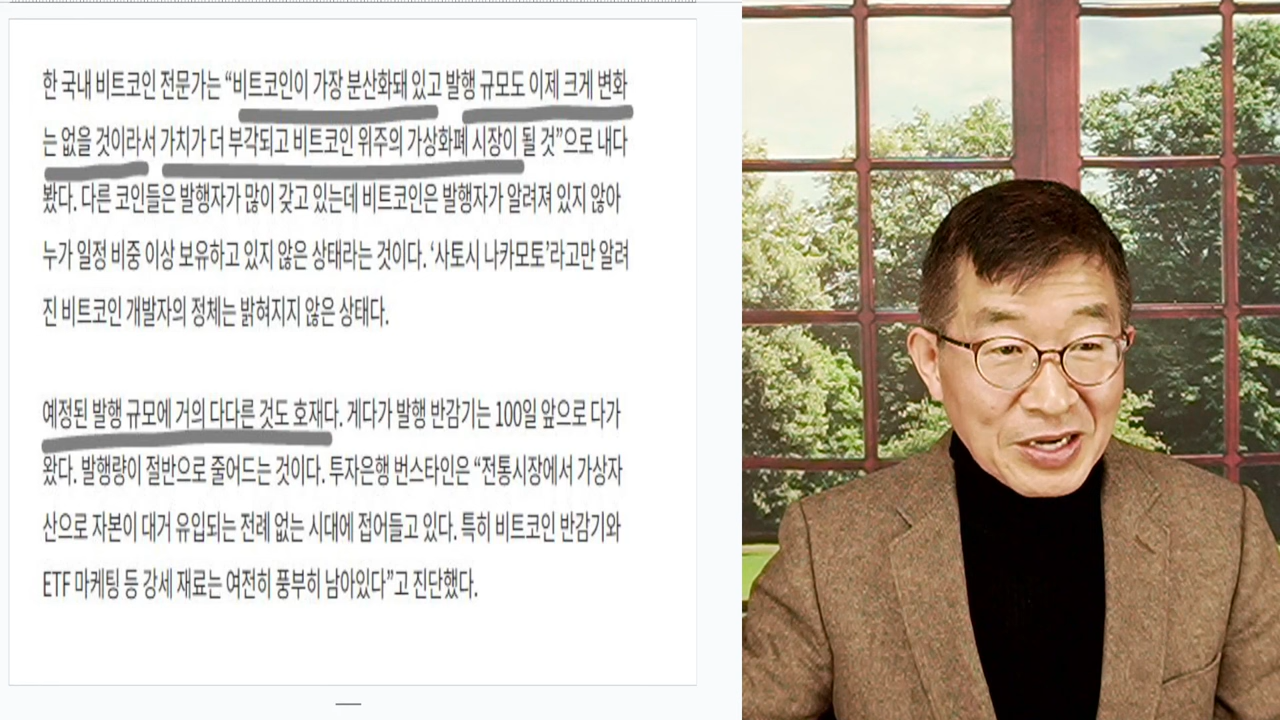 한 국내 비트코인 전문가는 “비트코인이 가장 분산화돼 있고 발행 규모도 이제 크게 변화
는 없을 것이라서 가치가 더 부각되고 비트코인 위주의 가상화폐 시장이 될 것”으로 내다
봤다. 다른 코인들은 발행자가 많이 갖고 있는데 비트코인은 발행자가 알려져 있지 않아
누가 일정 비중 이상 보유하고 있지 않은 상태라는 것이다. ‘사토시 나카모토’라고만 알려
진 비트코인 개발자의 정체는 밝혀지지 않은 상태다.
예정된 발행 규모에 거의 다다른 것도 호재다. 게다가 발행 반감기는 100일 앞으로 다가
왔다. 발행량이 절반으로 줄어드는 것이다. 투자은행 번스타인은 “전통시장에서 가상자
산으로 자본이 대거 유입되는 전례 없는 시대에 접어들고 있다. 특히 비트코인 반감기와
ETF 마케팅 등 강세 재료는 여전히 풍부히 남아있다”고 진단했다.